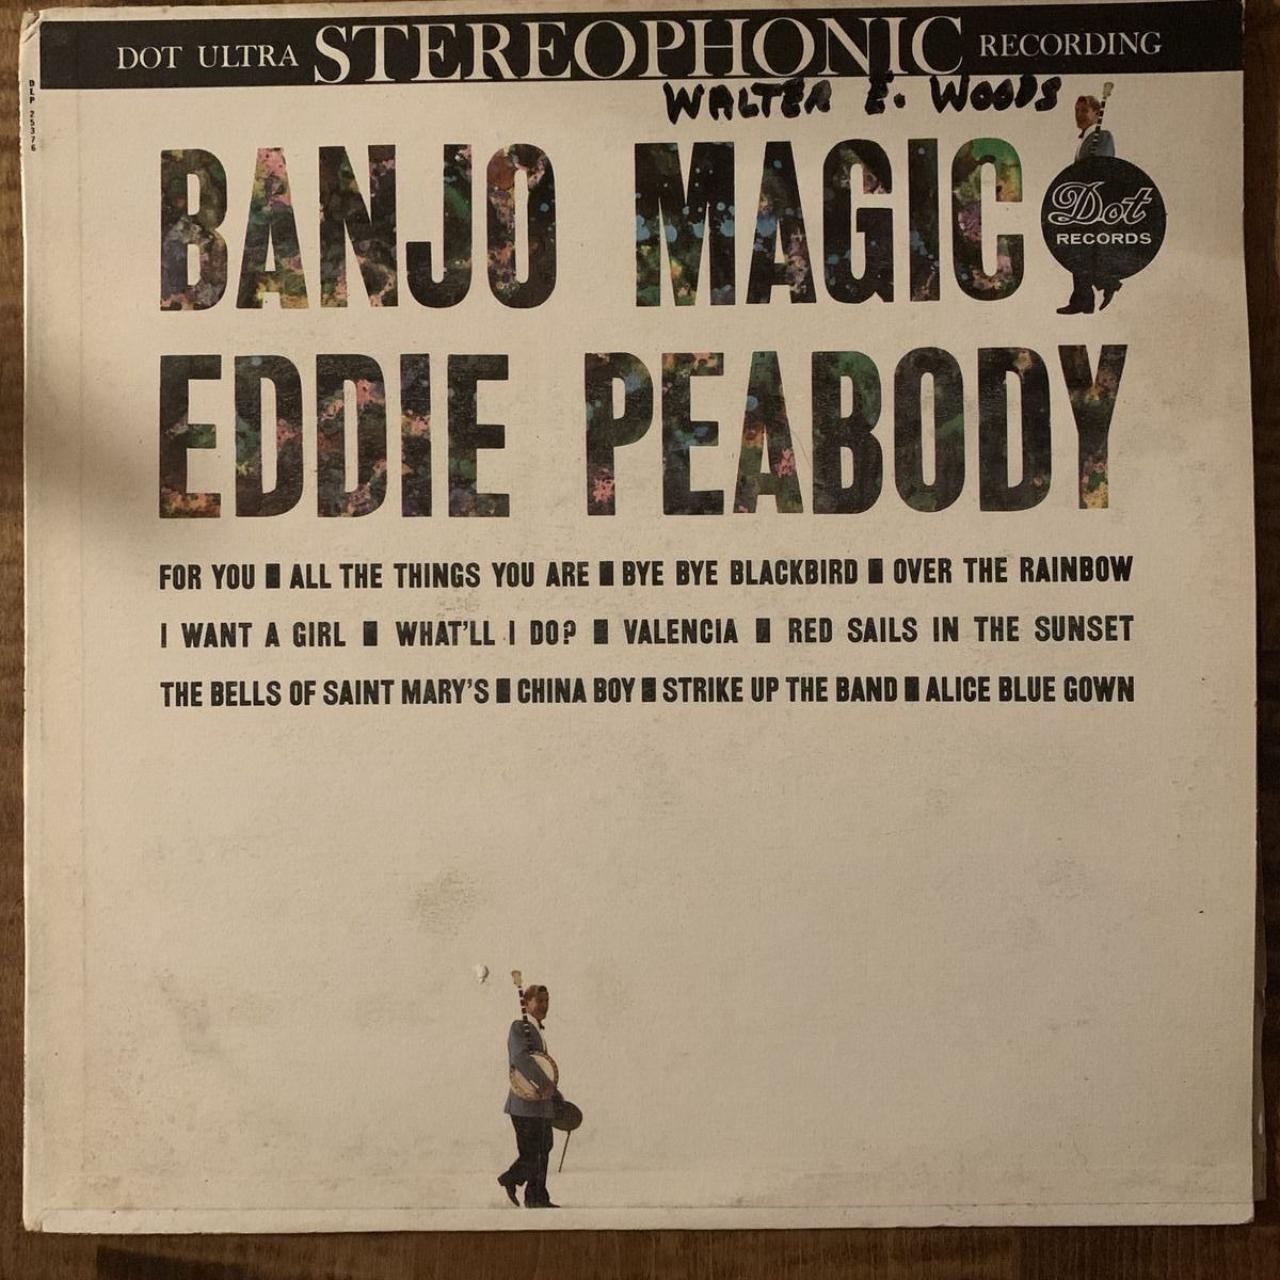 DOT ULTRA STEREOPHONIC RECORDING
DLP 25376
WALTER E. WOODS
BANJO MAGIC
Dot
RECORDS
EDDIE PEABODY
FOR YOU ▮ ALL THE THINGS YOU ARE ▮ BYE BYE BLACKBIRD ▮ OVER THE RAINBOW
I WANT A GIRL ▮ WHAT'LL I DO? ▮ VALENCIA ▮ RED SAILS IN THE SUNSET
THE BELLS OF SAINT MARY'S ▮ CHINA BOY ▮ STRIKE UP THE BAND ▮ ALICE BLUE GOWN